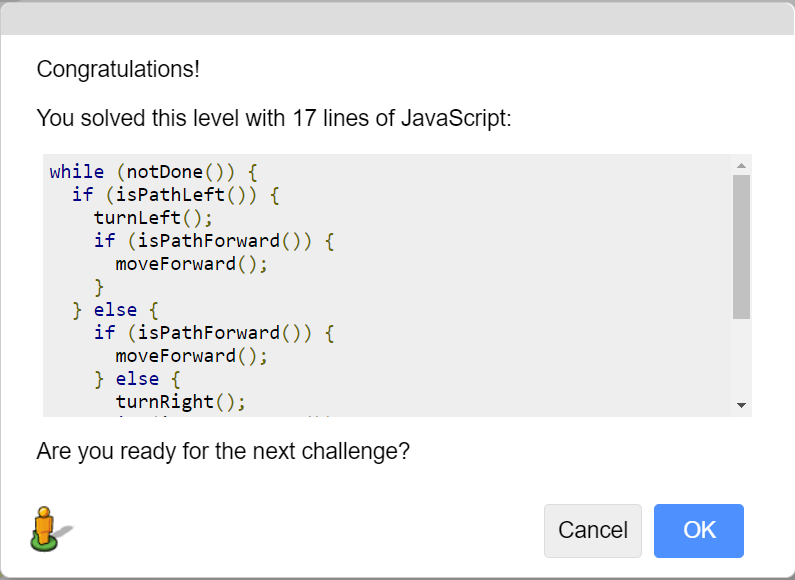 Congratulations!
You solved this level with 17 lines of JavaScript:
while (notDone()) {
  if (isPathLeft()) {
    turnLeft();
    if (isPathForward()) {
      moveForward();
    }
  } else {
    if (isPathForward()) {
      moveForward();
    } else {
      turnRight();
Are you ready for the next challenge?
Cancel
OK